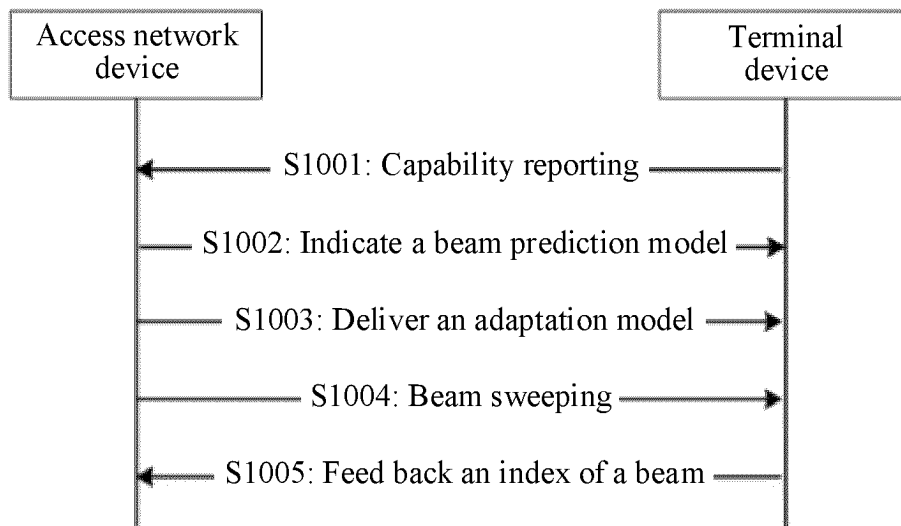 Access network
device
Terminal
device
S1001: Capability reporting
S1002: Indicate a beam prediction model
S1003: Deliver an adaptation model
S1004: Beam sweeping
S1005: Feed back an index of a beam